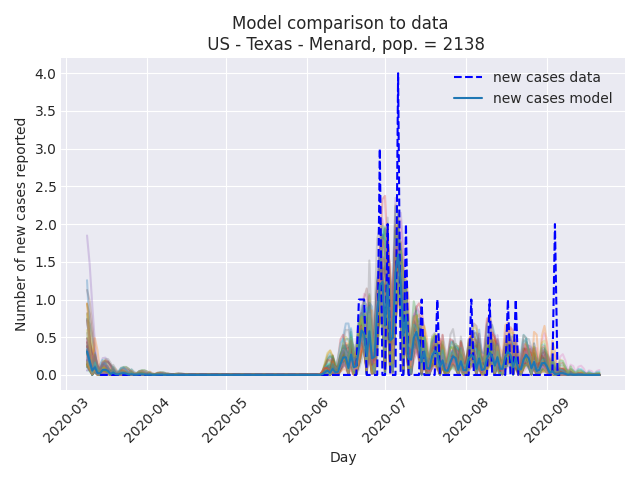 Model comparison to data
US - Texas - Menard, pop. = 2138
new cases data
new cases model
Number of new cases reported
4.0
3.5
3.0
2.5
2.0
1.5
1.0
0.5
0.0
2020-03
2020-04
2020-05
2020-06
2020-07
2020-08
2020-09
Day